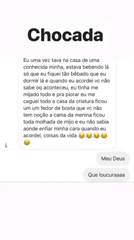 Chocada
Eu uma vez tava na casa de uma
conhecida minha, estava bebendo lá
só que eu fiquei tão bêbado que eu
dormir lá e quando eu acordei vc não
sabe oq aconteceu, eu tinha me
mijado todo e pra piorar eu me
caguei todo a casa da criatura ficou
um um fedor de bosta que vc não
tem noção a cama da menina ficou
toda molhada de mijo e eu não sabia
aonde enfiar minha cara quando eu
acordei, coisas da vida 😂😂😂😂
😂
Meu Deus
Que loucuraaaa